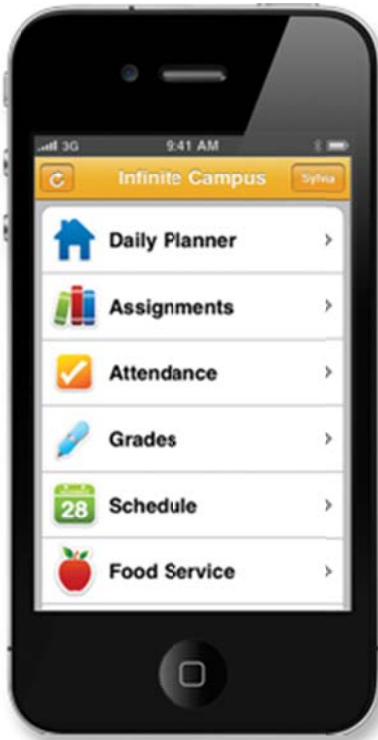 3G 9:41 AM
Infinite Campus Sylvia
Daily Planner
Assignments
Attendance
Grades
28 Schedule
Food Service